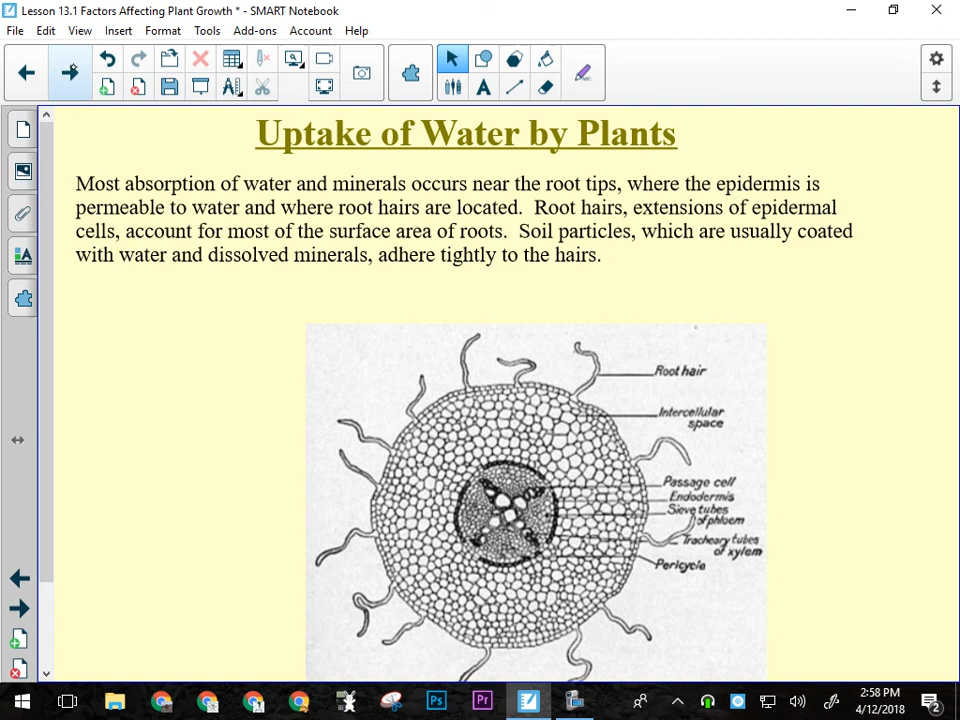 Lesson 13.1 Factors Affecting Plant Growth * - SMART Notebook
File Edit View Insert Format Tools Add-ons Account Help
Uptake of Water by Plants
Most absorption of water and minerals occurs near the root tips, where the epidermis is
permeable to water and where root hairs are located. Root hairs, extensions of epidermal
cells, account for most of the surface area of roots. Soil particles, which are usually coated
with water and dissolved minerals, adhere tightly to the hairs.
Root hair
Intercellular
space
Passage cell
Endodermis
Sieve tubes
of phloem
Tracheary tubes
of xylem
Pericycle
Ps
Pr
2:58 PM
4/12/2018
2